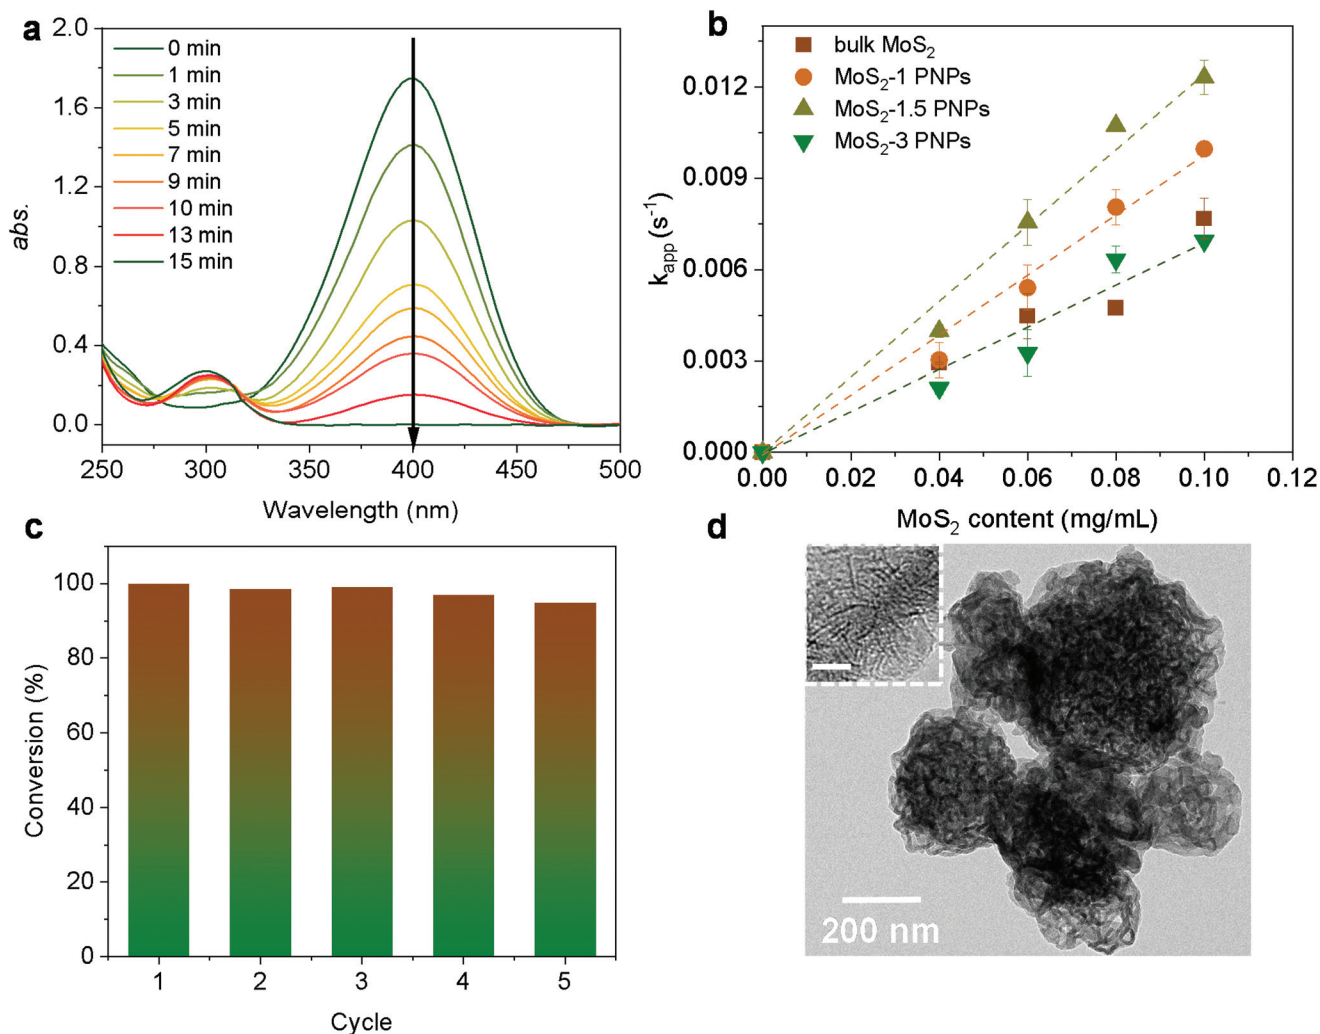 a
2.0
1.6
1.2
0.8
0.4
0.0
abs.
0 min
1 min
3 min
5 min
7 min
9 min
10 min
13 min
15 min
250 300 350 400 450 500
Wavelength (nm)
b
0.012
0.009
0.006
0.003
0.000
k_app (s⁻¹)
bulk MoS₂
MoS₂-1 PNPs
MoS₂-1.5 PNPs
MoS₂-3 PNPs
0.00 0.02 0.04 0.06 0.08 0.10 0.12
MoS₂ content (mg/mL)
c
100
80
60
40
20
0
Conversion (%)
1 2 3 4 5
Cycle
d
200 nm